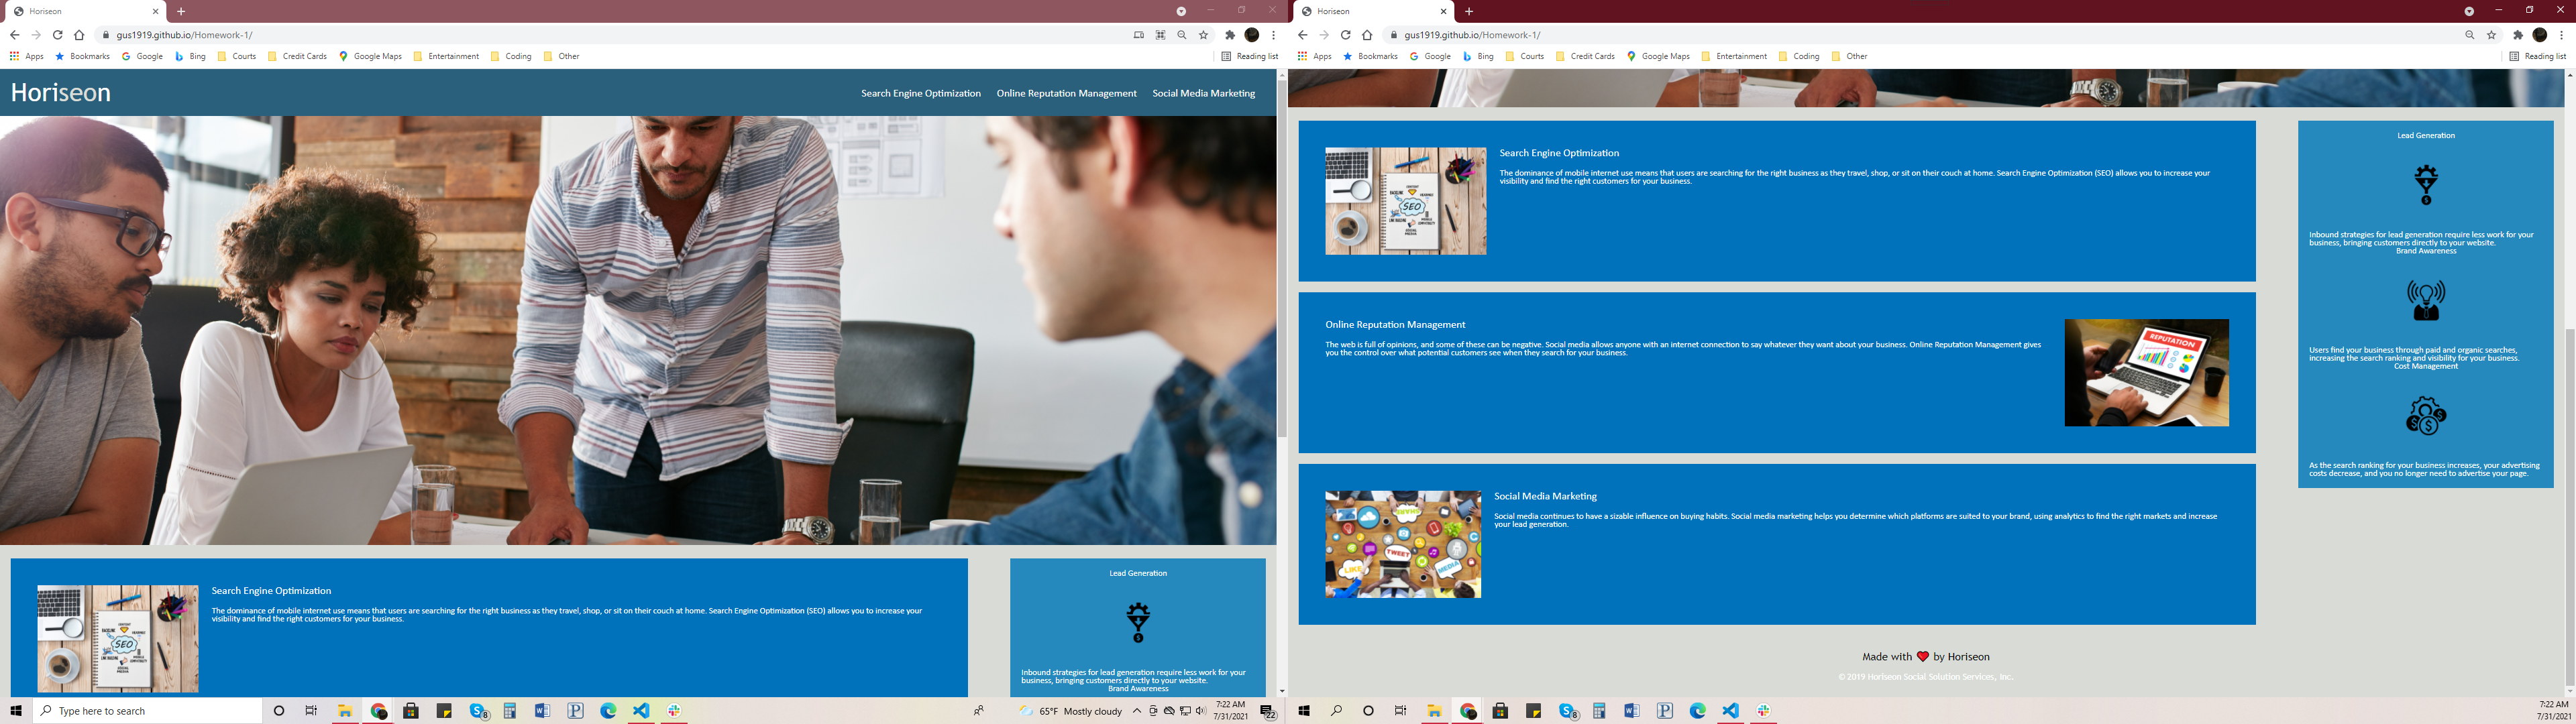 Horiseon
gus1919.github.io/Homework-1/
Apps Bookmarks Google Bing Courts Credit Cards Google Maps Entertainment Coding Other Reading list
Horiseon
Search Engine Optimization Online Reputation Management Social Media Marketing
Search Engine Optimization
The dominance of mobile internet use means that users are searching for the right business as they travel, shop, or sit on their couch at home. Search Engine Optimization (SEO) allows you to increase your
visibility and find the right customers for your business.
SEO
Lead Generation
Inbound strategies for lead generation require less work for your
business, bringing customers directly to your website.
Brand Awareness
Type here to search
8
65°F Mostly cloudy
7:22 AM
7/31/2021
22
Horiseon
gus1919.github.io/Homework-1/
Apps Bookmarks Google Bing Courts Credit Cards Google Maps Entertainment Coding Other Reading list
Search Engine Optimization
The dominance of mobile internet use means that users are searching for the right business as they travel, shop, or sit on their couch at home. Search Engine Optimization (SEO) allows you to increase your
visibility and find the right customers for your business.
SEO
Online Reputation Management
The web is full of opinions, and some of these can be negative. Social media allows anyone with an internet connection to say whatever they want about your business. Online Reputation Management gives
you the control over what potential customers see when they search for your business.
REPUTATION
Social Media Marketing
Social media continues to have a sizable influence on buying habits. Social media marketing helps you determine which platforms are suited to your brand, using analytics to find the right markets and increase
your lead generation.
TWEET
LIKE
MEDIA
Lead Generation
Inbound strategies for lead generation require less work for your
business, bringing customers directly to your website.
Brand Awareness
Users find your business through paid and organic searches,
increasing the search ranking and visibility for your business.
Cost Management
As the search ranking for your business increases, your advertising
costs decrease, and you no longer need to advertise your page.
Made with ❤️ by Horiseon
© 2019 Horiseon Social Solution Services, Inc.
8
7:22 AM
7/31/2021